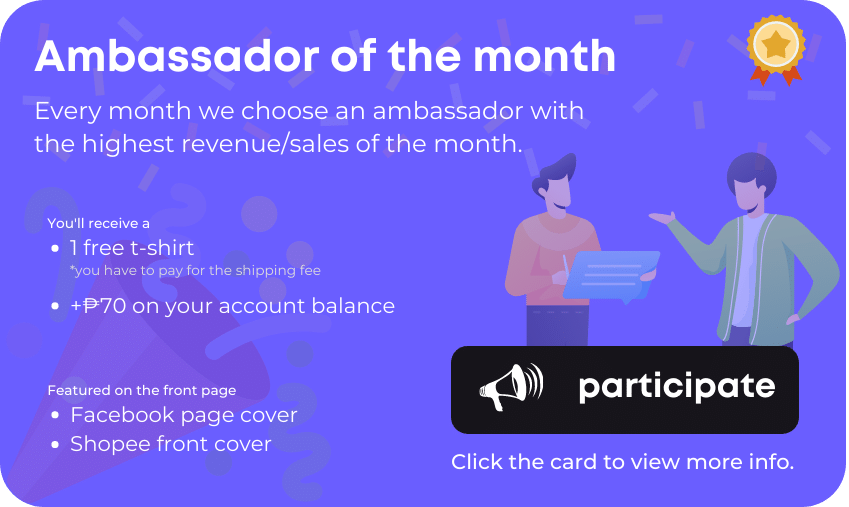 Ambassador of the month
Every month we choose an ambassador with
the highest revenue/sales of the month.
You'll receive a
• 1 free t-shirt
*you have to pay for the shipping fee
• +₱70 on your account balance
Featured on the front page
• Facebook page cover
• Shopee front cover
participate
Click the card to view more info.